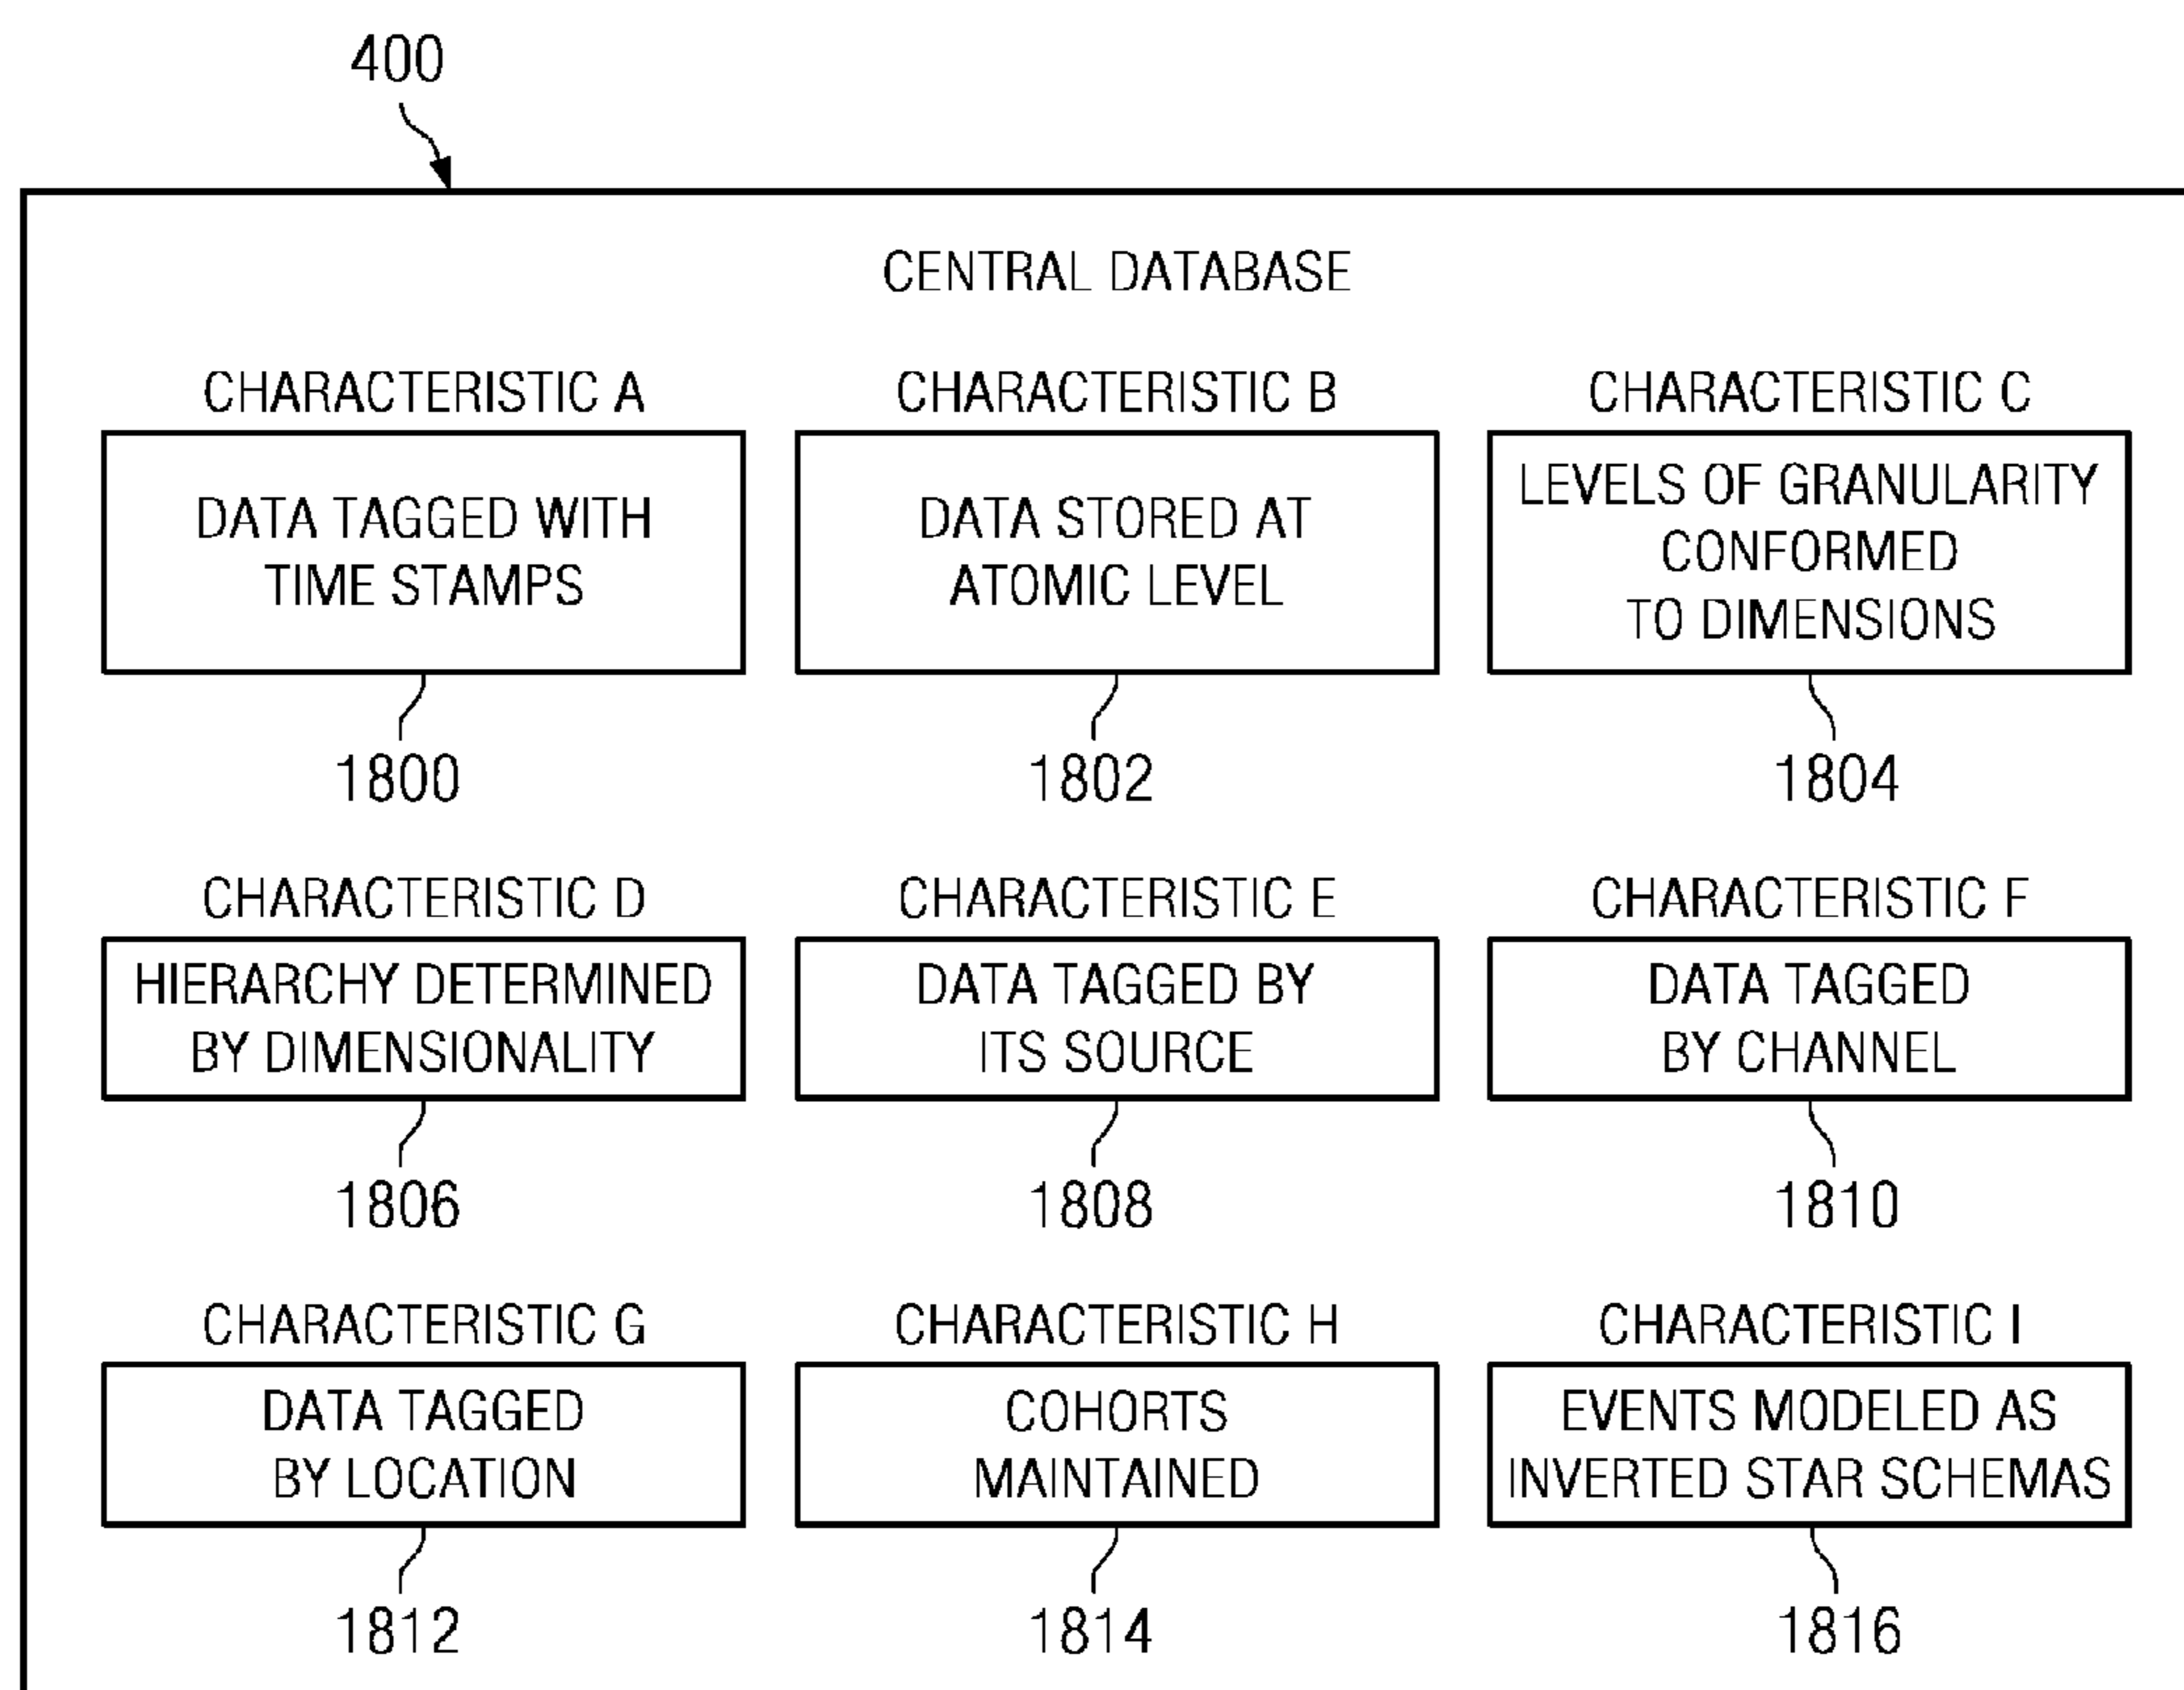 400
CENTRAL DATABASE
CHARACTERISTIC A
DATA TAGGED WITH
TIME STAMPS
1800
CHARACTERISTIC B
DATA STORED AT
ATOMIC LEVEL
1802
CHARACTERISTIC C
LEVELS OF GRANULARITY
CONFORMED
TO DIMENSIONS
1804
CHARACTERISTIC D
HIERARCHY DETERMINED
BY DIMENSIONALITY
1806
CHARACTERISTIC E
DATA TAGGED BY
ITS SOURCE
1808
CHARACTERISTIC F
DATA TAGGED
BY CHANNEL
1810
CHARACTERISTIC G
DATA TAGGED
BY LOCATION
1812
CHARACTERISTIC H
COHORTS
MAINTAINED
1814
CHARACTERISTIC I
EVENTS MODELED AS
INVERTED STAR SCHEMAS
1816